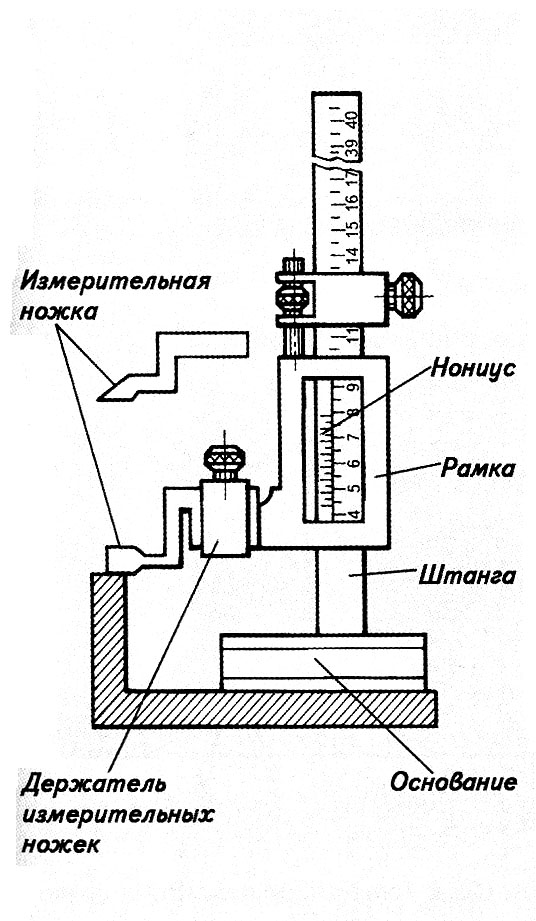 40
39
17
16
15
14
Измерительная
ножка
11
Нониус
9
8
7
6
5
4
Рамка
Штанга
Держатель
измерительных
ножек
Основание